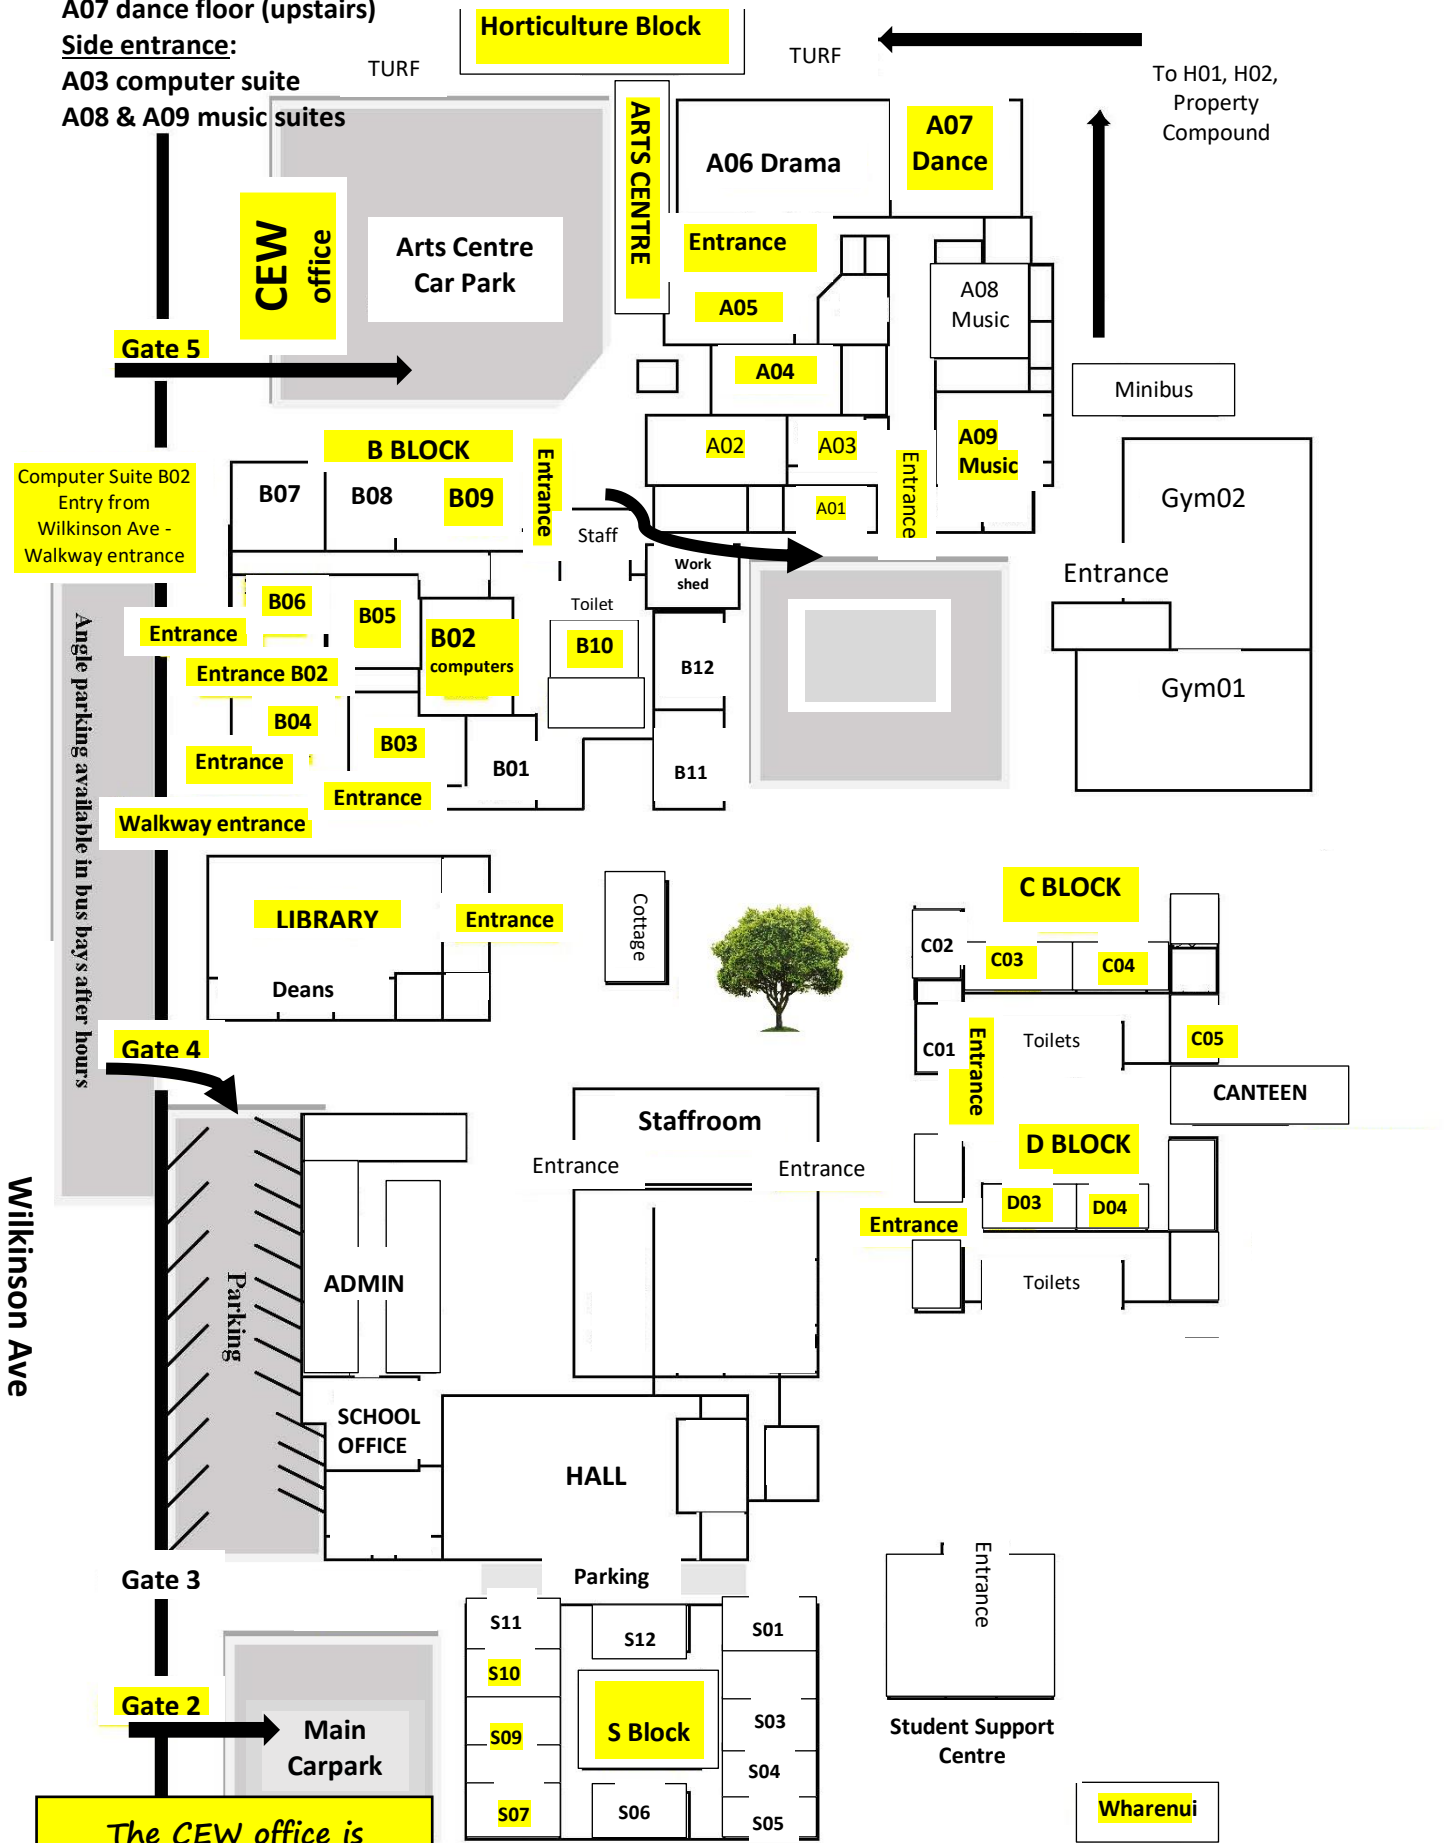 A07 dance floor (upstairs)
Side entrance:
A03 computer suite
A08 & A09 music suites
Horticulture Block
TURF
TURF
To H01, H02,
Property
Compound
ARTS CENTRE
A06 Drama
A07
Dance
CEW
office
Arts Centre
Car Park
Entrance
A05
A08
Music
Gate 5
A04
Minibus
B BLOCK
Entrance
A02
A03
A09
Music
Entrance
Computer Suite B02
Entry from
Wilkinson Ave -
Walkway entrance
B07
B08
B09
A01
Gym02
Staff
Work
shed
Entrance
Toilet
B06
B05
Entrance
B02
computers
B10
B12
Entrance B02
Gym01
B04
B03
Entrance
B01
B11
Entrance
Walkway entrance
Angle parking available in bus bays after hours
LIBRARY
Entrance
Deans
Cottage
C BLOCK
C02
C03
C04
C01
Entrance
Toilets
C05
Gate 4
CANTEEN
Staffroom
Entrance
Entrance
D BLOCK
D03
D04
Entrance
Toilets
Wilkinson Ave
Parking
ADMIN
SCHOOL
OFFICE
HALL
Gate 3
Parking
Entrance
S11
S12
S01
S10
Gate 2
Main
Carpark
S09
S Block
S03
Student Support
Centre
S04
S07
S06
S05
Wharenui
The CEW office is